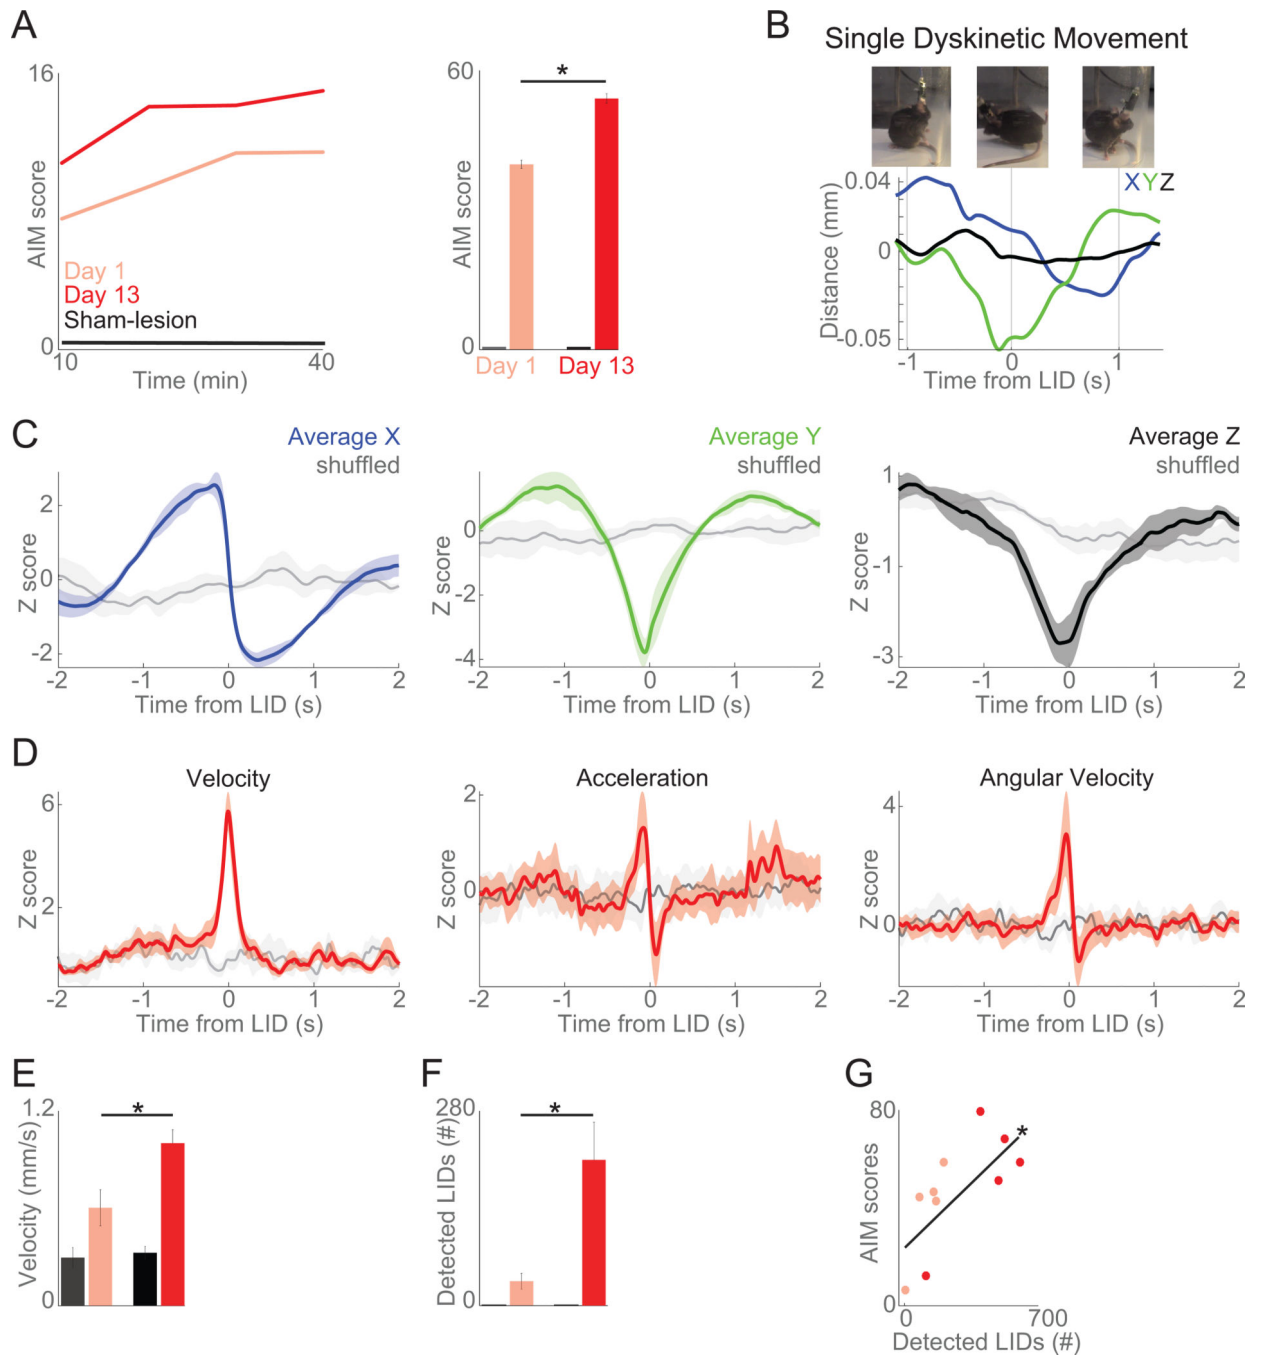 A
16
AIM score
Day 1
Day 13
Sham-lesion
0
10
40
Time (min)
60
*
AIM score
0
Day 1
Day 13
B
Single Dyskinetic Movement
XYZ
0.04
0
-0.05
Distance (mm)
-1
0
1
Time from LID (s)
C
Average X
shuffled
2
0
-2
Z score
-2
-1
0
1
2
Time from LID (s)
Average Y
shuffled
0
-2
-4
Z score
-2
-1
0
1
2
Time from LID (s)
Average Z
shuffled
1
-1
-3
Z score
-2
-1
0
1
2
Time from LID (s)
D
Velocity
6
2
Z score
-2
-1
0
1
2
Time from LID (s)
Acceleration
2
0
Z score
-2
-1
0
1
2
Time from LID (s)
Angular Velocity
4
0
Z score
-2
-1
0
1
2
Time from LID (s)
E
1.2
*
Velocity (mm/s)
0
F
280
*
Detected LIDs (#)
0
G
80
*
AIM scores
0
0
700
Detected LIDs (#)